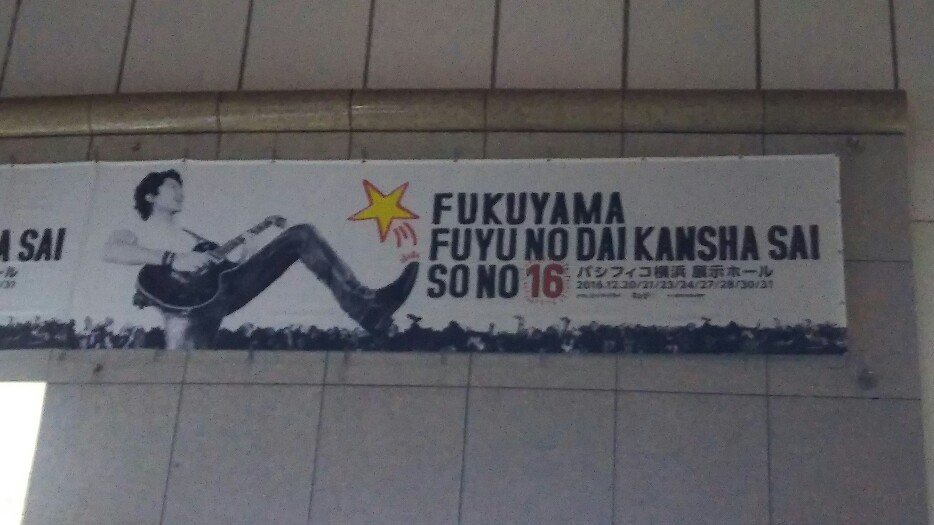 A SAI
FUKUYAMA
FUYU NO DAI KANSHA SAI
SO NO 16
パシフィコ横浜 展示ホール
2016.12.20/21/23/24/27/28/30/31
ール
/31